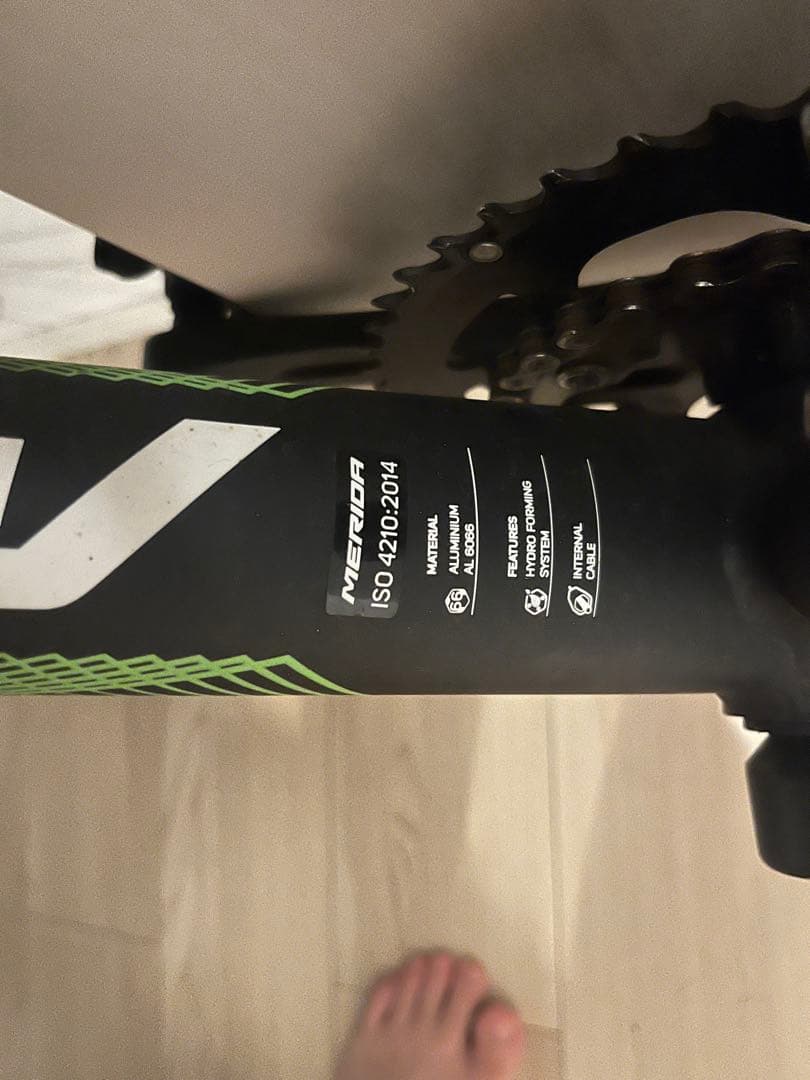 MERIDA
ISO 4210:2014
MATERIAL
66
ALUMINIUM
AL 6066
FEATURES
HYDRO FORMING
SYSTEM
INTERNAL
CABLE